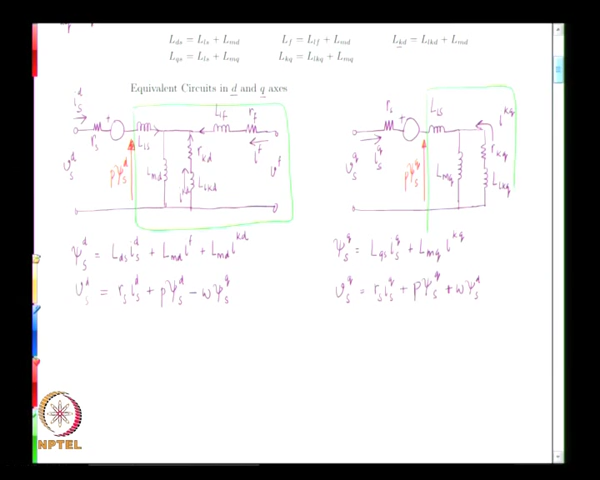 L_ds = L_ls + L_md   L_f = L_lf + L_md   L_kd = L_lkd + L_md
L_qs = L_ls + L_mq   L_kq = L_lkq + L_mq
Equivalent Circuits in d and q axes
i_s^d   L_lf   r_f   r_s   L_ls   i^kq
r_s   L_ls   r_kd   i^f   i_s^q   r_kq
v_s^d   pψ_s^d   L_md   L_lkd   i^kd   v^f   v_s^q   pψ_s^q   L_mq   L_lkq
ψ_s^d = L_ds i_s^d + L_md i^f + L_md i^kd   ψ_s^q = L_qs i_s^q + L_mq i^kq
v_s^d = r_s i_s^d + pψ_s^d - ωψ_s^q   v_s^q = r_s i_s^q + pψ_s^q + ωψ_s^d
NPTEL